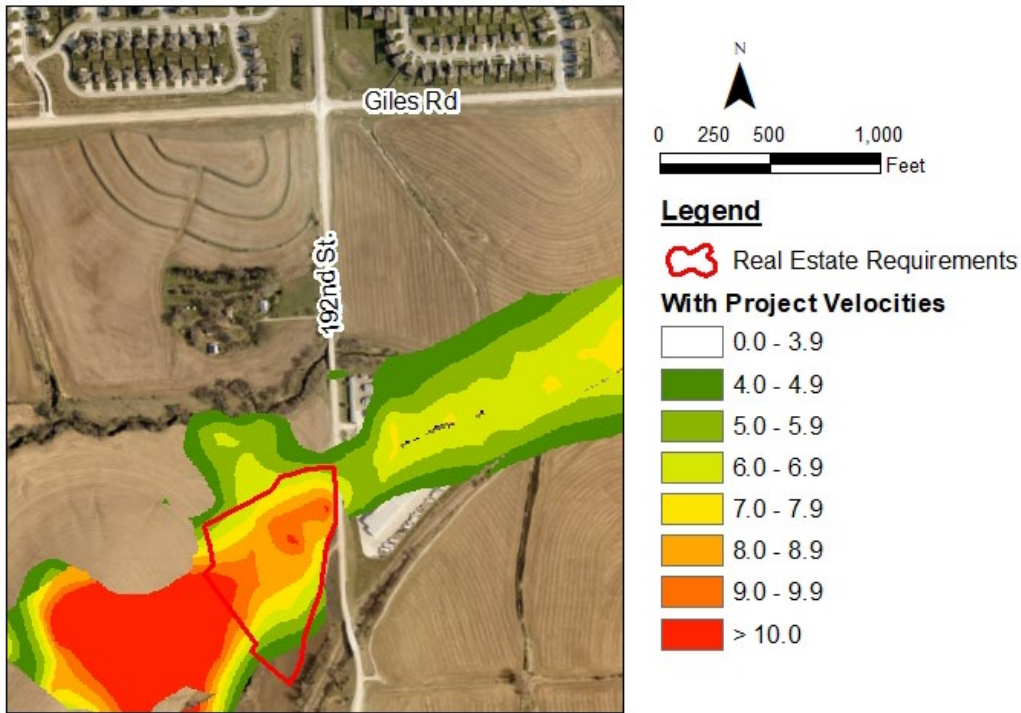 Giles Rd
192nd St.
N
0 250 500 1,000
Feet
Legend
Real Estate Requirements
With Project Velocities
0.0 - 3.9
4.0 - 4.9
5.0 - 5.9
6.0 - 6.9
7.0 - 7.9
8.0 - 8.9
9.0 - 9.9
> 10.0